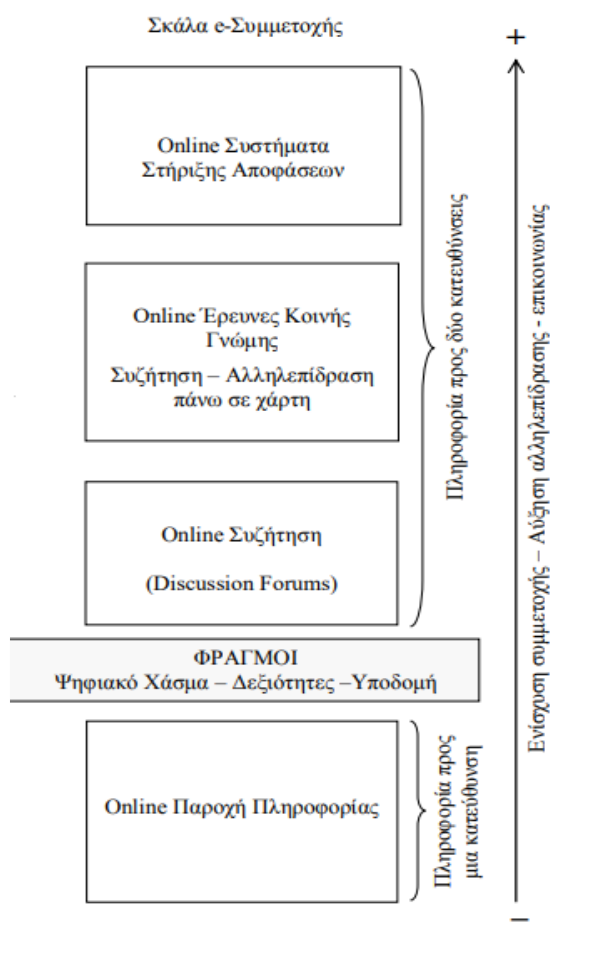 Σκάλα e-Συμμετοχής
+
Online Συστήματα
Στήριξης Αποφάσεων
Online Έρευνες Κοινής
Γνώμης
Συζήτηση – Αλληλεπίδραση
πάνω σε χάρτη
Online Συζήτηση
(Discussion Forums)
Πληροφορία προς δύο κατευθύνσεις
ΦΡΑΓΜΟΙ
Ψηφιακό Χάσμα – Δεξιότητες –Υποδομή
Online Παροχή Πληροφορίας
Πληροφορία προς
μια κατεύθυνση
Ενίσχυση συμμετοχής – Αύξηση αλληλεπίδρασης - επικοινωνίας
–